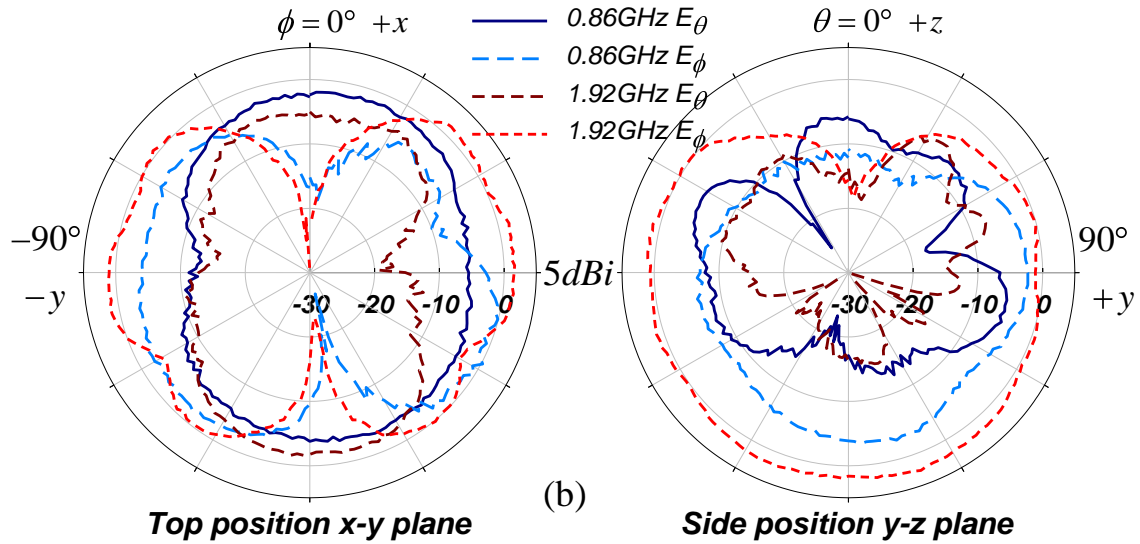 ϕ = 0° +x
0.86GHz Eθ
0.86GHz Eϕ
1.92GHz Eθ
1.92GHz Eϕ
θ = 0° +z
−90°
−y
-30 -20 -10 0
5dBi
-30 -20 -10 0
90°
+y
(b)
Top position x-y plane
Side position y-z plane